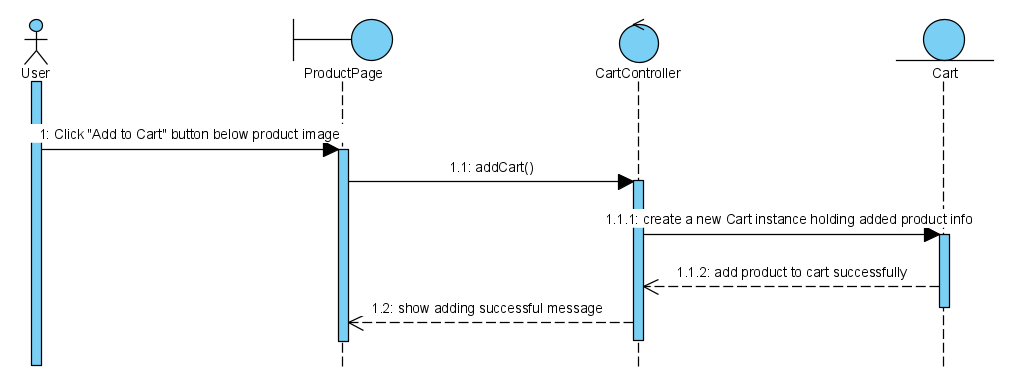 User
ProductPage
CartController
Cart
1: Click "Add to Cart" button below product image
1.1: addCart()
1.1.1: create a new Cart instance holding added product info
1.1.2: add product to cart successfully
1.2: show adding successful message